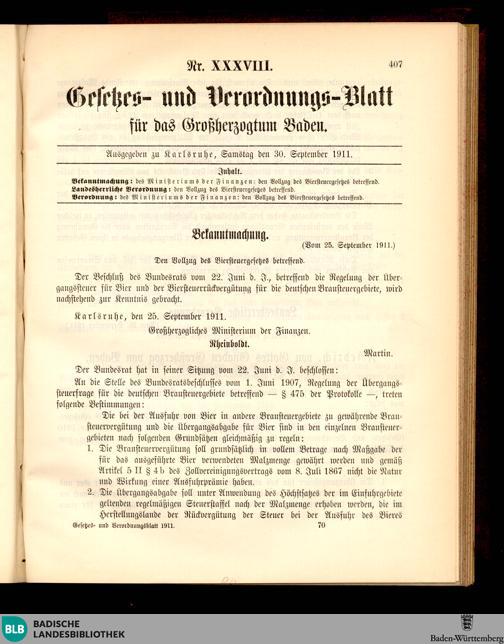 Nr. XXXVIII. 407
Gesetzes- und Verordnungs-Blatt
für das Großherzogtum Baden.
Ausgegeben zu Karlsruhe, Samstag den 30. September 1911.
Inhalt.
Bekanntmachung: des Ministeriums der Finanzen: den Vollzug des Biersteuergesetzes betreffend.
Landesherrliche Verordnung: den Vollzug des Biersteuergesetzes betreffend.
Verordnung: des Ministeriums der Finanzen: den Vollzug des Biersteuergesetzes betreffend.
Bekanntmachung.
(Vom 25. September 1911.)
Den Vollzug des Biersteuergesetzes betreffend.
Der Beschluß des Bundesrats vom 22. Juni d. J., betreffend die Regelung der Über-
gangssteuer für Bier und der Biersteuerrückvergütung für die deutschen Brausteuergebiete, wird
nachstehend zur Kenntnis gebracht.
Karlsruhe, den 25. September 1911.
Großherzogliches Ministerium der Finanzen.
Rheinboldt.
Martin.
Der Bundesrat hat in seiner Sitzung vom 22. Juni d. J. beschlossen:
An die Stelle des Bundesratsbeschlusses vom 1. Juni 1907, Regelung der Übergangs-
steuerfrage für die deutschen Brausteuergebiete betreffend — § 475 der Protokolle —, treten
folgende Bestimmungen:
Die bei der Ausfuhr von Bier in andere Brausteuergebiete zu gewährende Brau-
steuervergütung und die Übergangsabgabe für Bier sind in den einzelnen Brausteuer-
gebieten nach folgenden Grundsätzen gleichmäßig zu regeln:
1. Die Brausteuervergütung soll grundsätzlich in vollem Betrage nach Maßgabe der
für das ausgeführte Bier verwendeten Malzmenge gewährt werden und gemäß
Artikel 5 II § 4 b des Zollvereinigungsvertrags vom 8. Juli 1867 nicht die Natur
und Wirkung einer Ausfuhrprämie haben.
2. Die Übergangsabgabe soll unter Anwendung des Höchstsatzes der im Einfuhrgebiete
geltenden regelmäßigen Steuerstaffel nach der Malzmenge erhoben werden, die im
Herstellungslande der Rückvergütung der Steuer bei der Ausfuhr des Bieres
Gesetzes- und Verordnungsblatt 1911. 70
BLB BADISCHE
LANDESBIBLIOTHEK
Baden-Württemberg